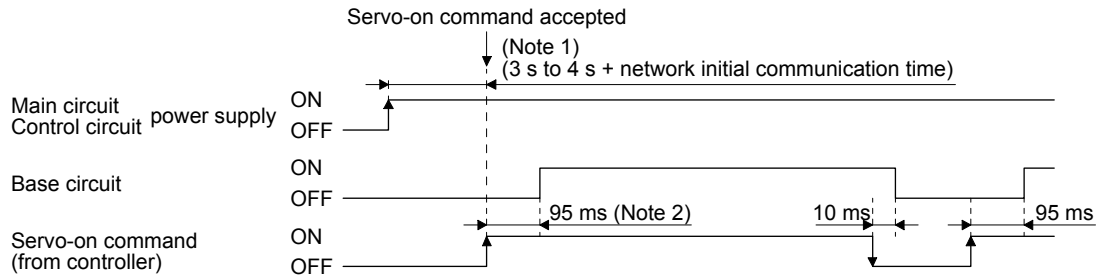 Servo-on command accepted
(Note 1)
(3 s to 4 s + network initial communication time)
Main circuit
Control circuit
power supply
ON
OFF
Base circuit
ON
OFF
95 ms (Note 2)
10 ms
95 ms
Servo-on command
(from controller)
ON
OFF